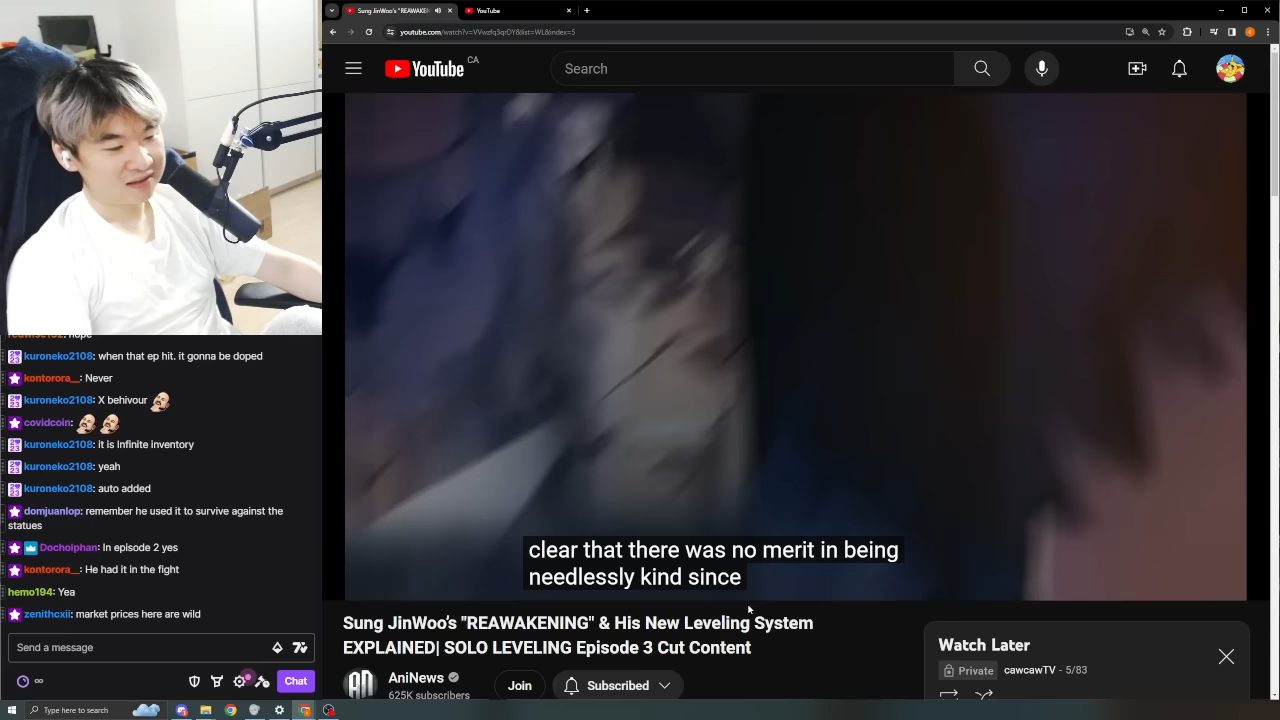 Sung JinWoo's "REAWAKEN
YouTube
youtube.com/watch?v=VVwzfq3qrDY&list=WL&index=5
YouTube CA
Search
clear that there was no merit in being
needlessly kind since
Sung JinWoo's "REAWAKENING" & His New Leveling System
EXPLAINED| SOLO LEVELING Episode 3 Cut Content
AniNews
625K subscribers
Join
Subscribed
Watch Later
Private cawcawTV - 5/83
kuroneko2108: when that ep hit. it gonna be doped
kontorora__: Never
kuroneko2108: X behivour
covidcoin:
kuroneko2108: it is Infinite inventory
kuroneko2108: yeah
kuroneko2108: auto added
domjuanlop: remember he used it to survive against the
statues
Docholphan: In episode 2 yes
kontorora__: He had it in the fight
hemo194: Yea
zenithcxii: market prices here are wild
Send a message
Chat
Type here to search